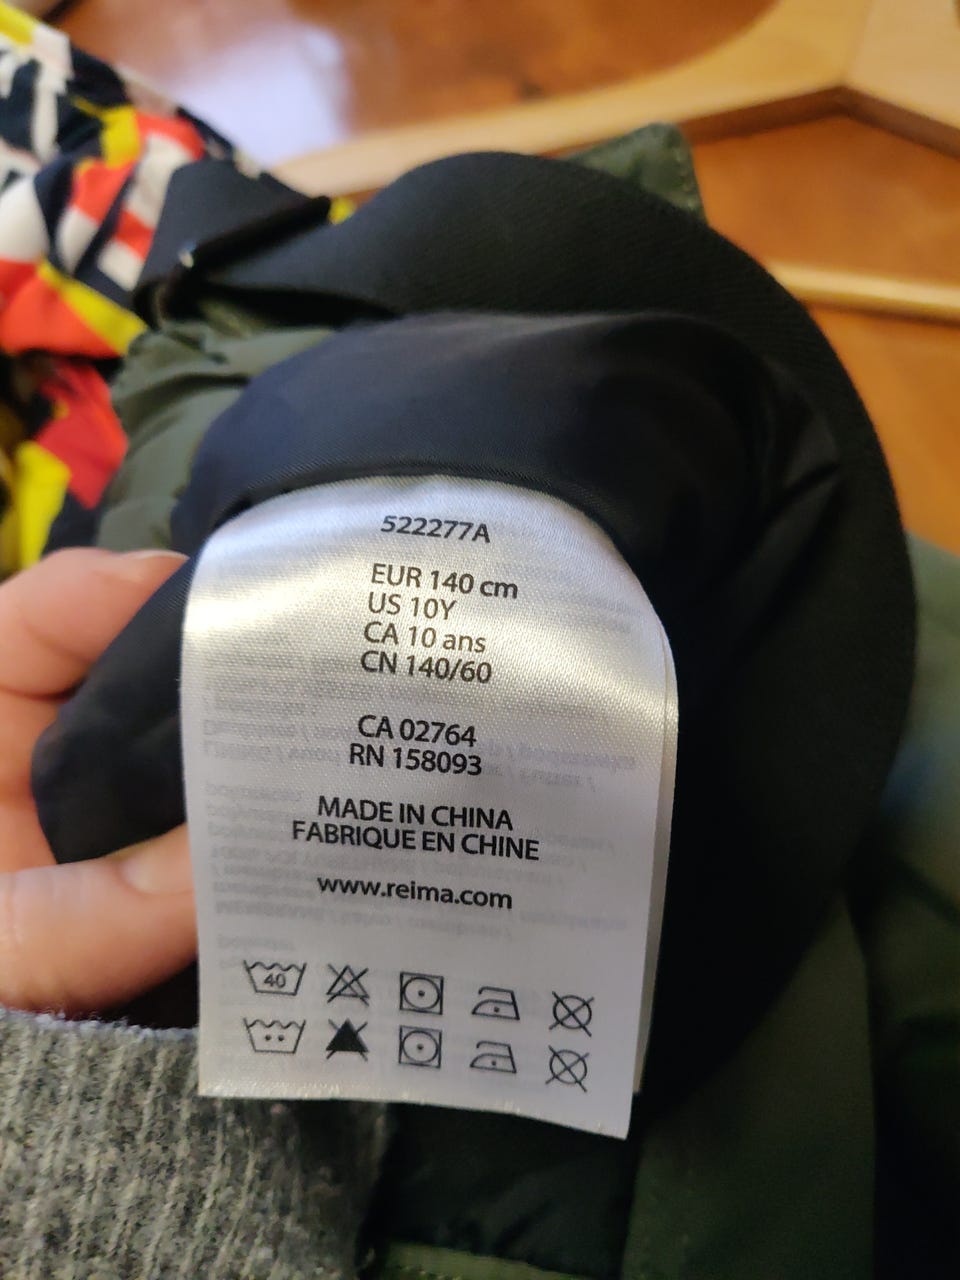 522277A
EUR 140 cm
US 10Y
CA 10 ans
CN 140/60
CA 02764
RN 158093
MADE IN CHINA
FABRIQUE EN CHINE
www.reima.com
40